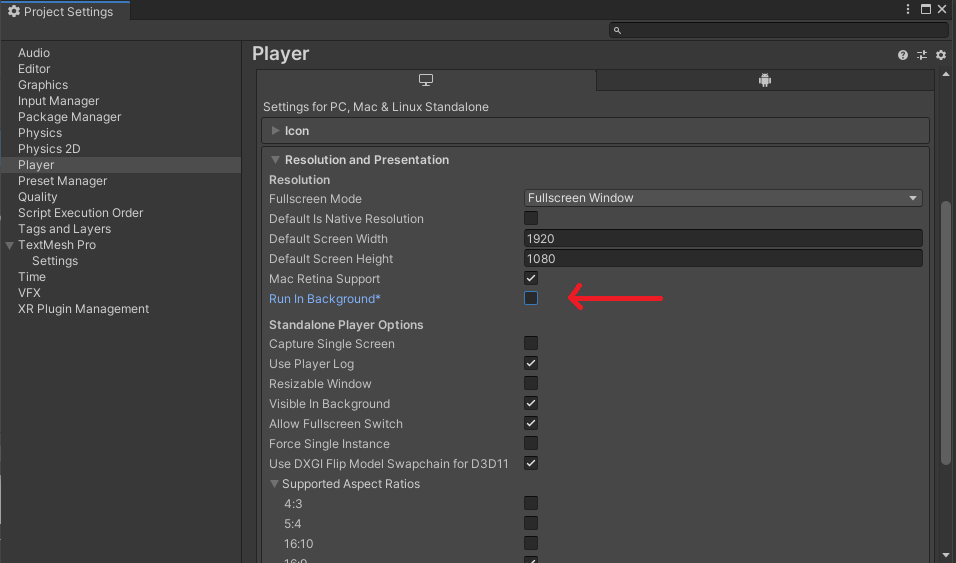 Project Settings
Audio
Editor
Graphics
Input Manager
Package Manager
Physics
Physics 2D
Player
Preset Manager
Quality
Script Execution Order
Tags and Layers
TextMesh Pro
Settings
Time
VFX
XR Plugin Management
Player
Settings for PC, Mac & Linux Standalone
Icon
Resolution and Presentation
Resolution
Fullscreen Mode Fullscreen Window
Default Is Native Resolution
Default Screen Width 1920
Default Screen Height 1080
Mac Retina Support
Run In Background*
Standalone Player Options
Capture Single Screen
Use Player Log
Resizable Window
Visible In Background
Allow Fullscreen Switch
Force Single Instance
Use DXGI Flip Model Swapchain for D3D11
Supported Aspect Ratios
4:3
5:4
16:10
16:9